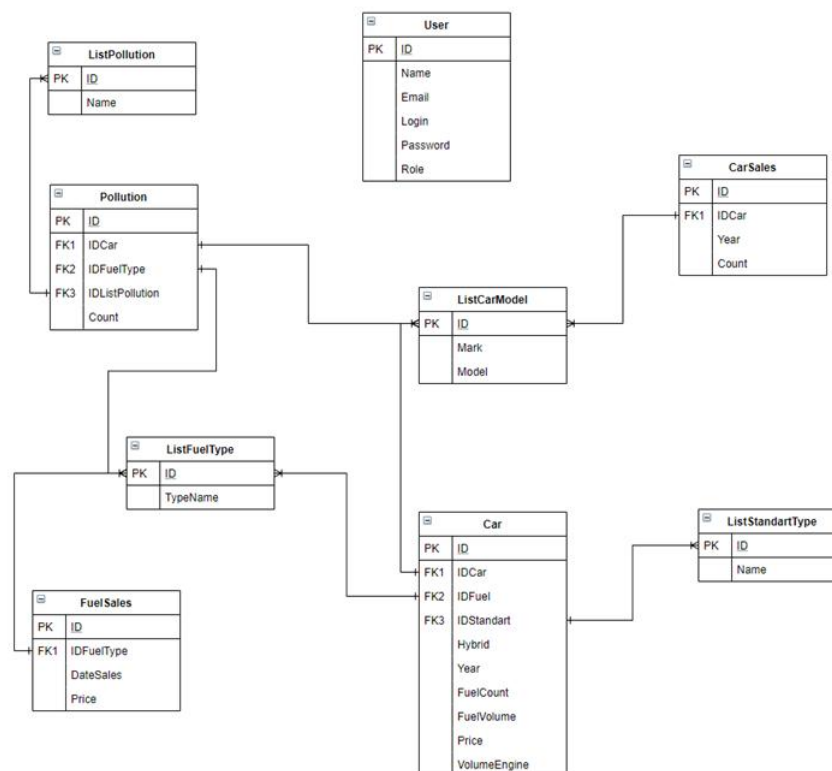 ListPollution
PK ID
Name
User
PK ID
Name
Email
Login
Password
Role
CarSales
PK ID
FK1 IDCar
Year
Count
Pollution
PK ID
FK1 IDCar
FK2 IDFuelType
FK3 IDListPollution
Count
ListCarModel
PK ID
Mark
Model
ListFuelType
PK ID
TypeName
Car
PK ID
FK1 IDCar
FK2 IDFuel
FK3 IDStandart
Hybrid
Year
FuelCount
FuelVolume
Price
VolumeEngine
ListStandartType
PK ID
Name
FuelSales
PK ID
FK1 IDFuelType
DateSales
Price